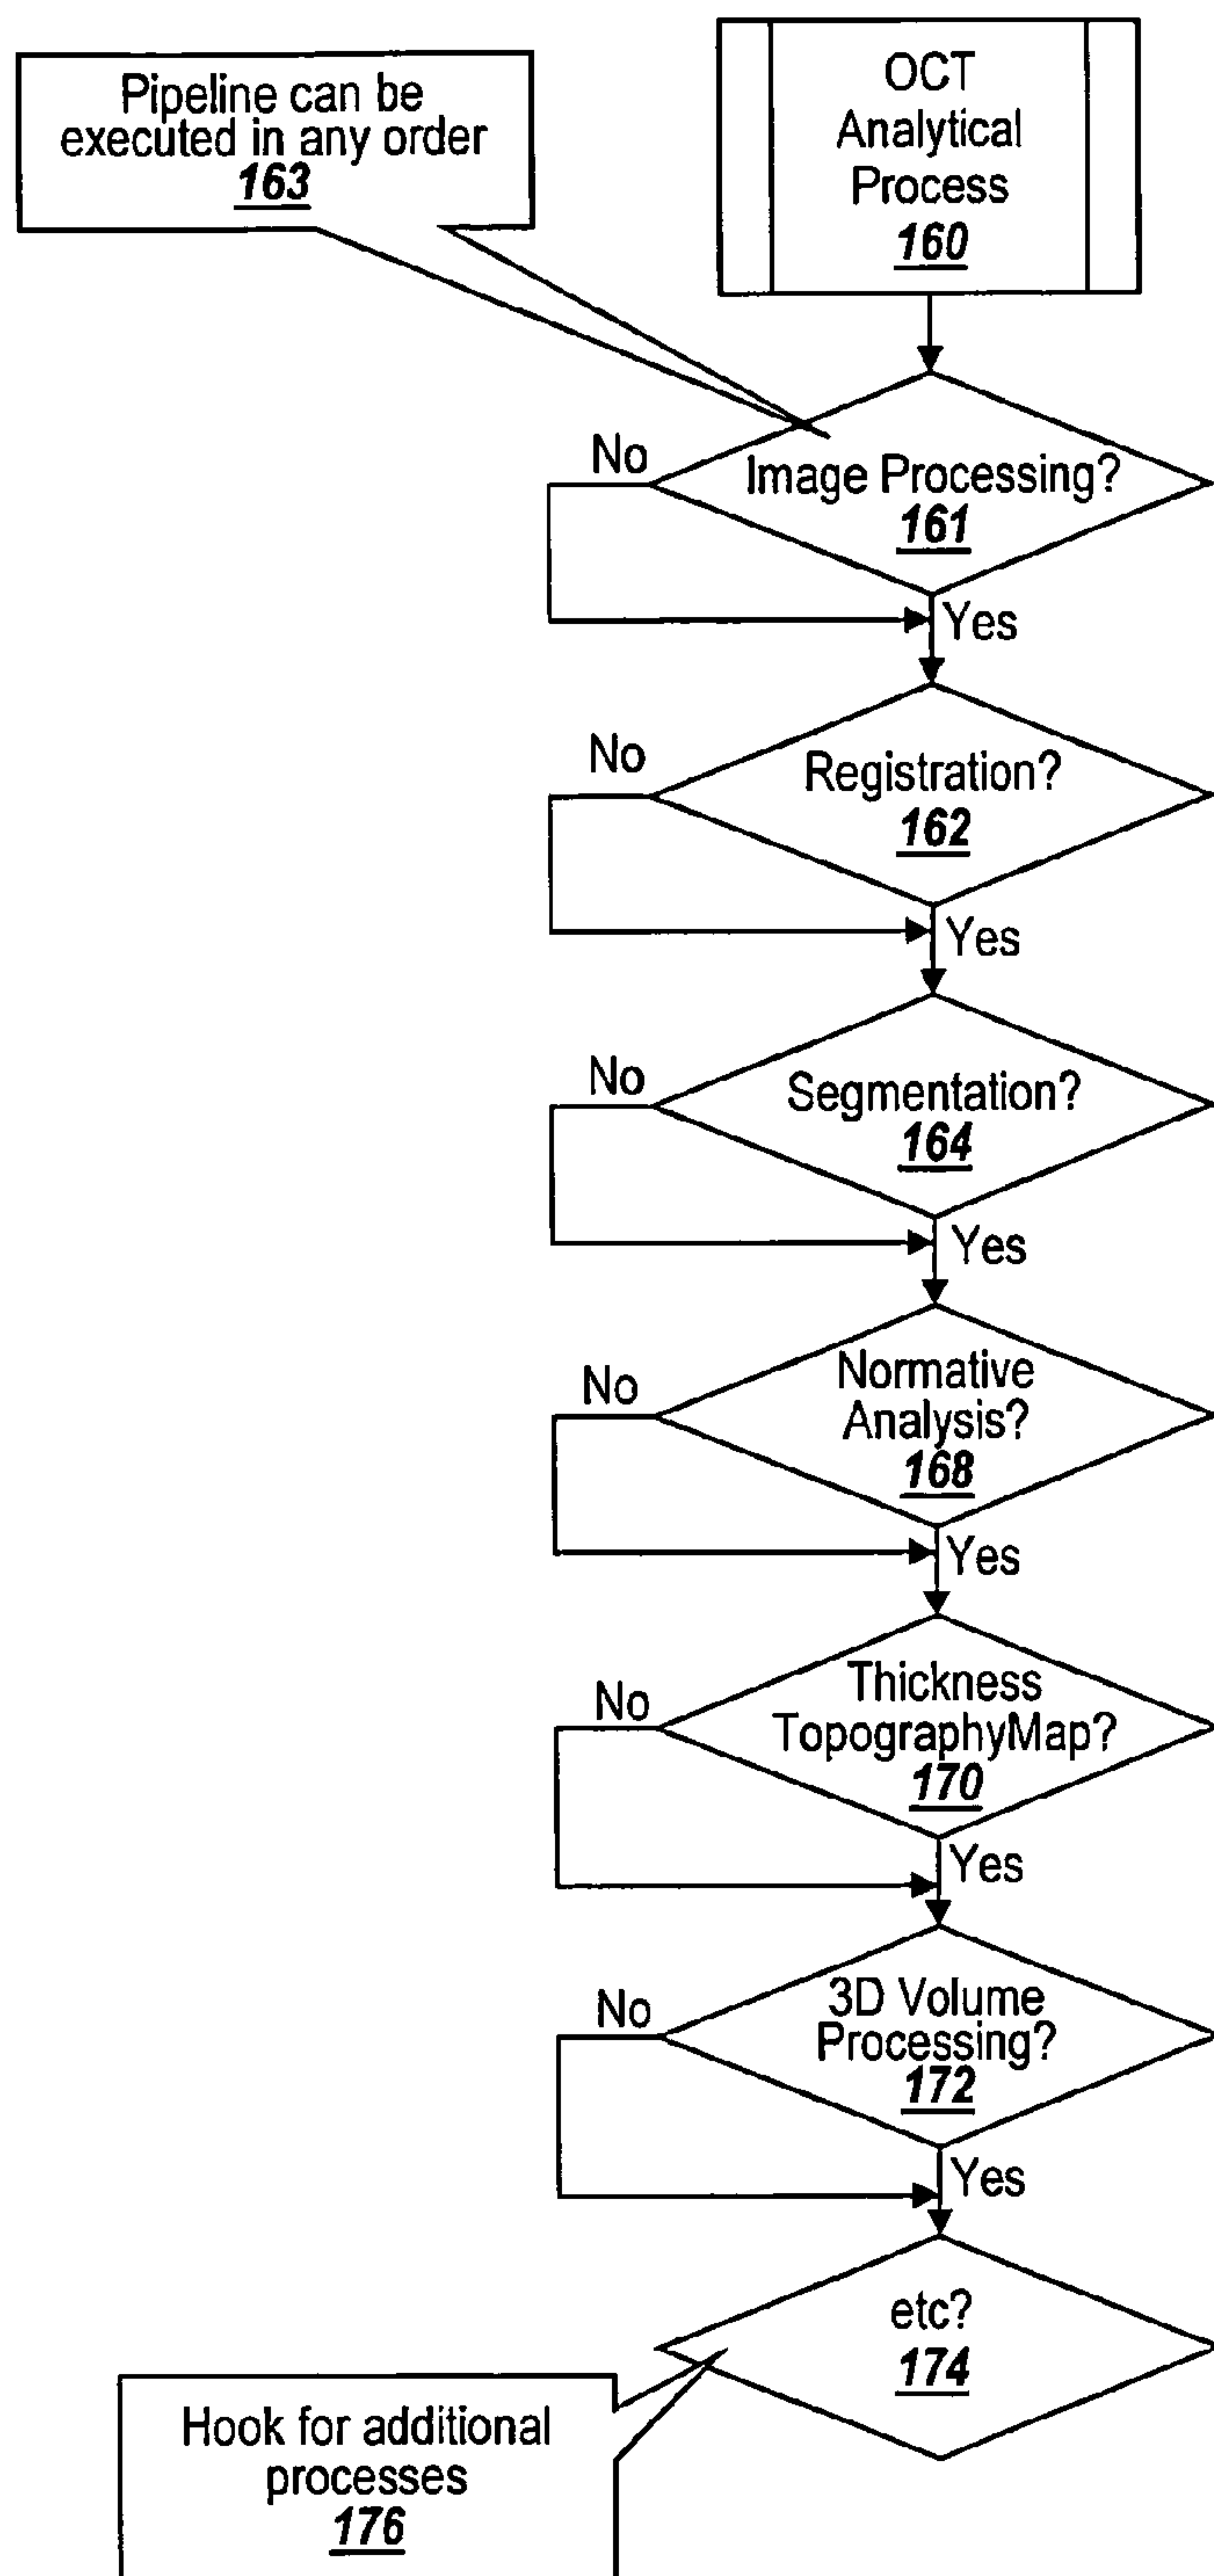 Pipeline can be
executed in any order
163
OCT
Analytical
Process
160
No
Image Processing?
161
Yes
No
Registration?
162
Yes
No
Segmentation?
164
Yes
No
Normative
Analysis?
168
Yes
No
Thickness
TopographyMap?
170
Yes
No
3D Volume
Processing?
172
Yes
etc?
174
Hook for additional
processes
176